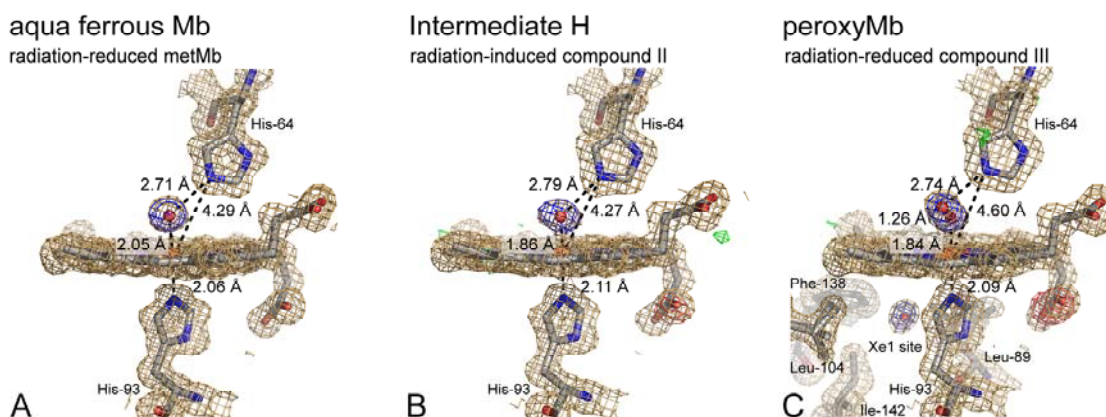 aqua ferrous Mb
radiation-reduced metMb
His-64
2.71 Å
4.29 Å
2.05 Å
2.06 Å
His-93
A
Intermediate H
radiation-induced compound II
His-64
2.79 Å
4.27 Å
1.86 Å
2.11 Å
His-93
B
peroxyMb
radiation-reduced compound III
His-64
2.74 Å
1.26 Å
4.60 Å
1.84 Å
2.09 Å
Phe-138
Xe1 site
Leu-89
Leu-104
His-93
Ile-142
C